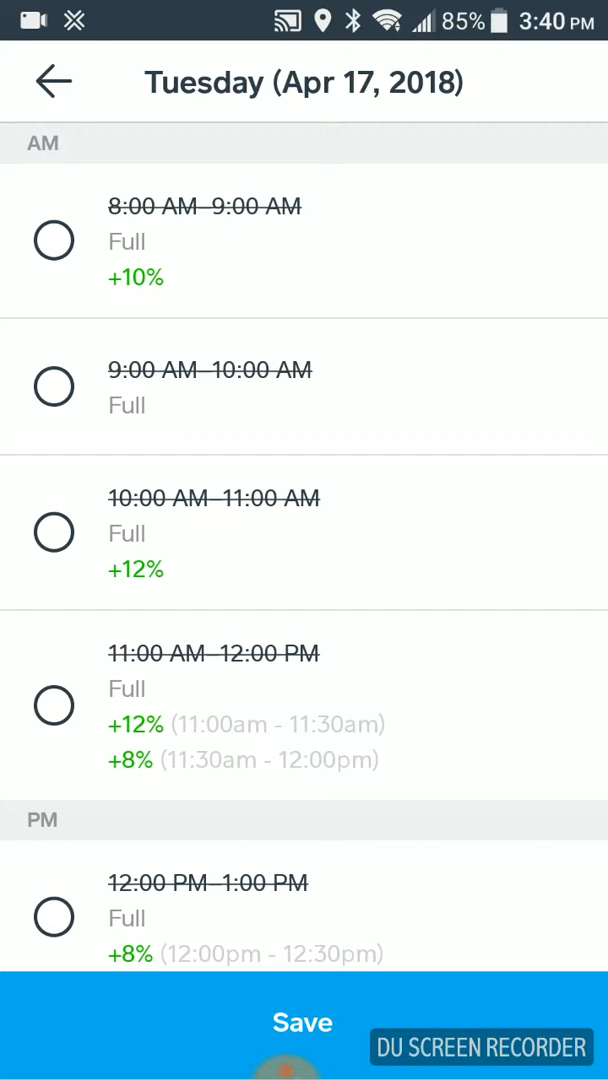 85% 3:40 PM
Tuesday (Apr 17, 2018)
AM
8:00 AM–9:00 AM
Full
+10%
9:00 AM–10:00 AM
Full
10:00 AM–11:00 AM
Full
+12%
11:00 AM–12:00 PM
Full
+12% (11:00am - 11:30am)
+8% (11:30am - 12:00pm)
PM
12:00 PM–1:00 PM
Full
+8% (12:00pm - 12:30pm)
Save
DU SCREEN RECORDER